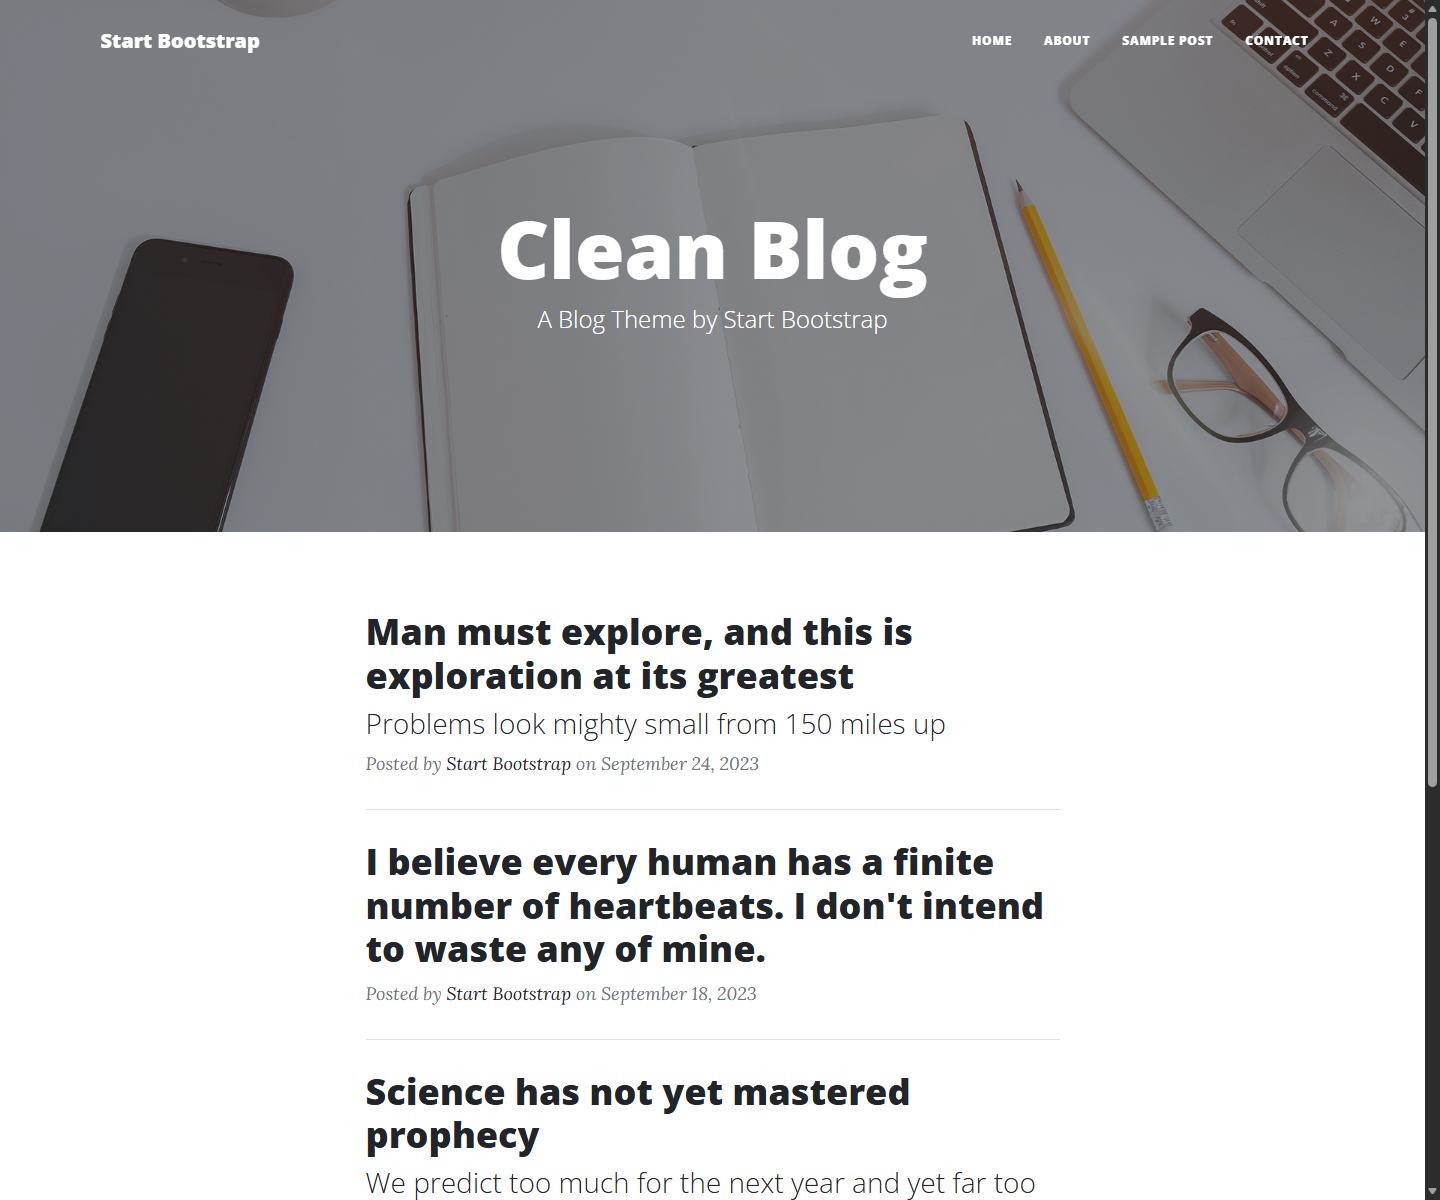 Start Bootstrap
HOME ABOUT SAMPLE POST CONTACT
Clean Blog
A Blog Theme by Start Bootstrap
Man must explore, and this is
exploration at its greatest
Problems look mighty small from 150 miles up
Posted by Start Bootstrap on September 24, 2023
I believe every human has a finite
number of heartbeats. I don't intend
to waste any of mine.
Posted by Start Bootstrap on September 18, 2023
Science has not yet mastered
prophecy
We predict too much for the next year and yet far too